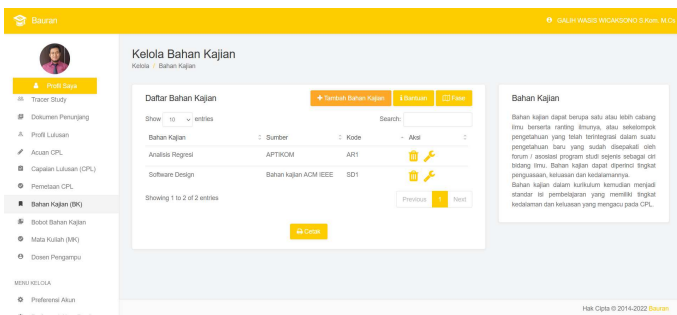 Bauran
GALIH WASIS WICAKSONO S.Kom. M.Cs
Profil Saya
Tracer Study
Dokumen Penunjang
Profil Lulusan
Acuan CPL
Capaian Lulusan (CPL)
Pemetaan CPL
Bahan Kajian (BK)
Bobot Bahan Kajian
Mata Kuliah (MK)
Dosen Pengampu
MENU KELOLA
Preferensi Akun
Kelola Bahan Kajian
Kelola / Bahan Kajian
Daftar Bahan Kajian
+ Tambah Bahan Kajian
i Bantuan
Fase
Show 10 entries
Search:
Bahan Kajian Sumber Kode Aksi
Analisis Regresi APTIKOM AR1
Software Design Bahan kajian ACM IEEE SD1
Showing 1 to 2 of 2 entries
Previous 1 Next
Cetak
Bahan Kajian
Bahan kajian dapat berupa satu atau lebih cabang
ilmu berserta ranting ilmunya, atau sekelompok
pengetahuan yang telah terintegrasi dalam suatu
pengetahuan baru yang sudah disepakati oleh
forum / asosiasi program studi sejenis sebagai ciri
bidang ilmu. Bahan kajian dapat diperinci tingkat
penguasaan, keluasan dan kedalamannya.
Bahan kajian dalam kurikulum kemudian menjadi
standar isi pembelajaran yang memiliki tingkat
kedalaman dan keluasan yang mengacu pada CPL.
Hak Cipta © 2014-2022 Bauran